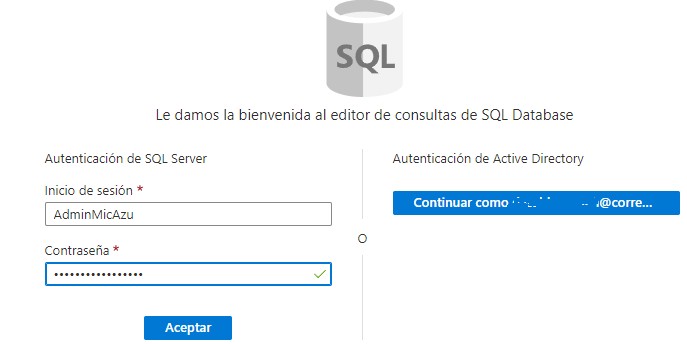 SQL
Le damos la bienvenida al editor de consultas de SQL Database
Autenticación de SQL Server
Inicio de sesión *
AdminMicAzu
Contraseña *
•••••••••••••••••
Aceptar
O
Autenticación de Active Directory
Continuar como @corre...